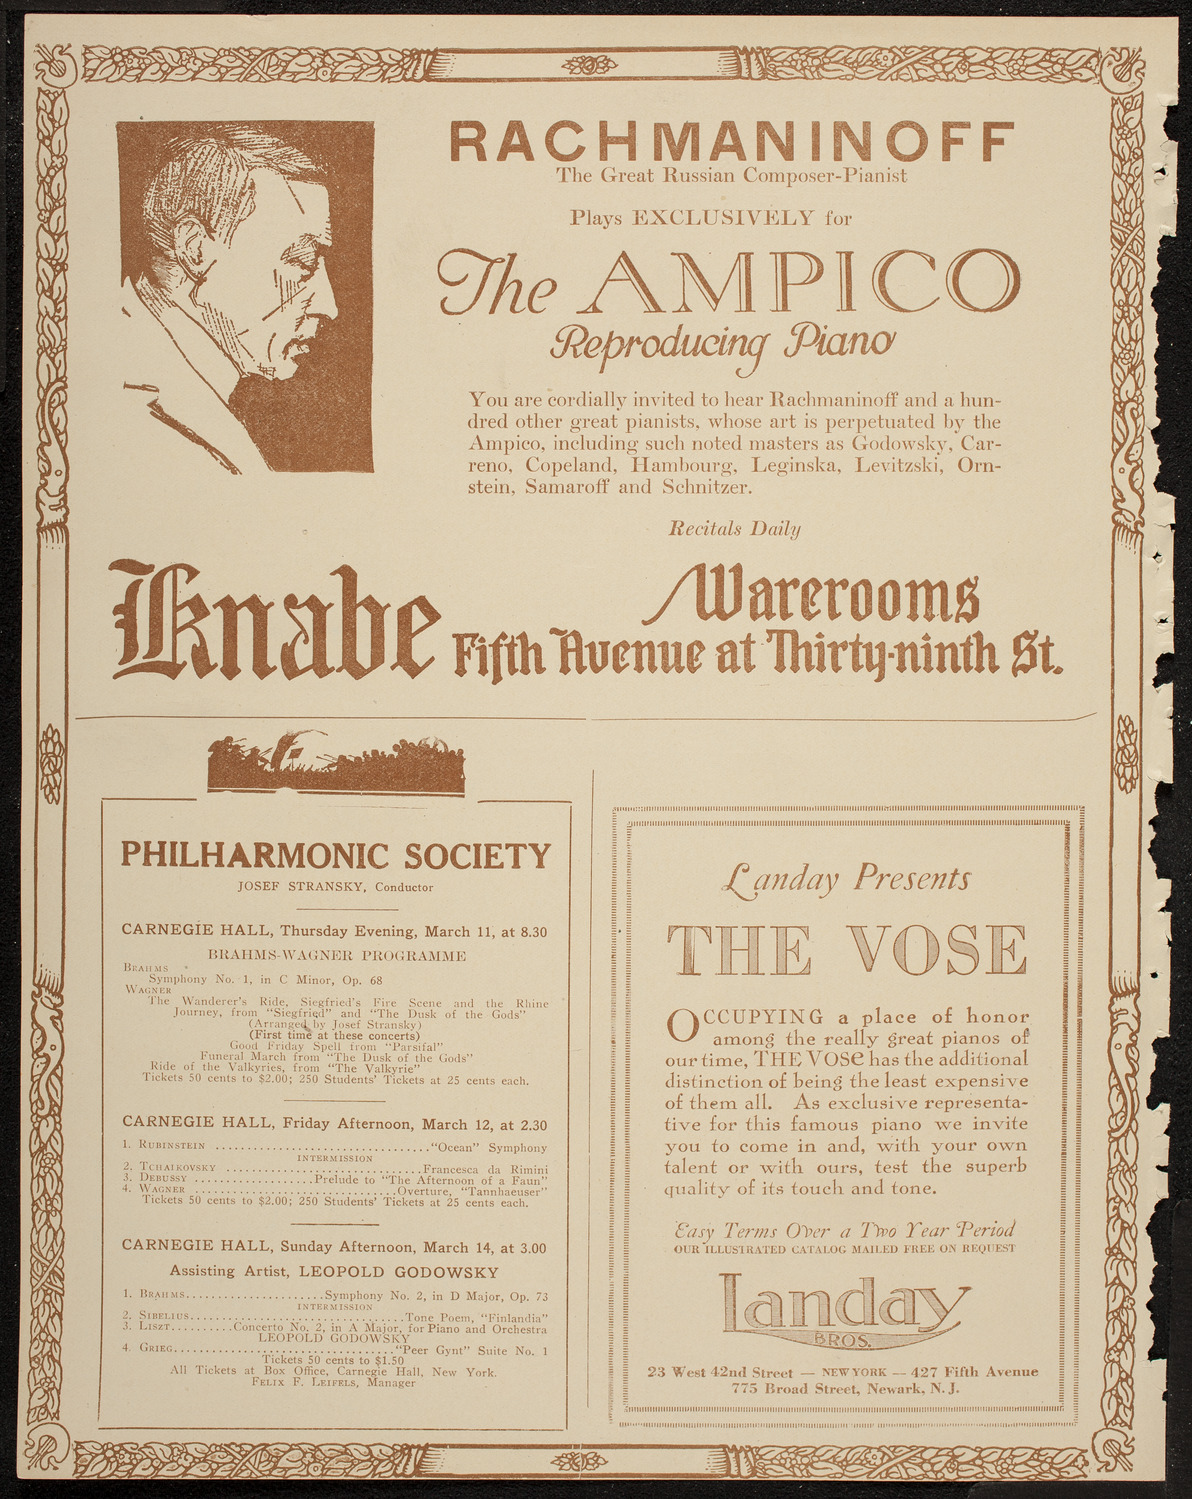 RACHMANINOFF
The Great Russian Composer-Pianist
Plays EXCLUSIVELY for
The AMPICO
Reproducing Piano
You are cordially invited to hear Rachmaninoff and a hun-
dred other great pianists, whose art is perpetuated by the
Ampico, including such noted masters as Godowsky, Car-
reno, Copeland, Hambourg, Leginska, Levitzski, Orn-
stein, Samaroff and Schnitzer.
Recitals Daily
Knabe Warerooms
Fifth Avenue at Thirty-ninth St.
PHILHARMONIC SOCIETY
JOSEF STRANSKY, Conductor
CARNEGIE HALL, Thursday Evening, March 11, at 8.30
BRAHMS-WAGNER PROGRAMME
BRAHMS
Symphony No. 1, in C Minor, Op. 68
WAGNER
The Wanderer's Ride, Siegfried's Fire Scene and the Rhine
Journey, from "Siegfried" and "The Dusk of the Gods"
(Arranged by Josef Stransky)
(First time at these concerts)
Good Friday Spell from "Parsifal"
Funeral March from "The Dusk of the Gods"
Ride of the Valkyries, from "The Valkyrie"
Tickets 50 cents to $2.00; 250 Students' Tickets at 25 cents each.
CARNEGIE HALL, Friday Afternoon, March 12, at 2.30
1. RUBINSTEIN ................................"Ocean" Symphony
INTERMISSION
2. TCHAIKOVSKY ..............................Francesca da Rimini
3. DEBUSSY ..................Prelude to "The Afternoon of a Faun"
4. WAGNER ..............................Overture, "Tannhaeuser"
Tickets 50 cents to $2.00; 250 Students' Tickets at 25 cents each.
CARNEGIE HALL, Sunday Afternoon, March 14, at 3.00
Assisting Artist, LEOPOLD GODOWSKY
1. BRAHMS.....................Symphony No. 2, in D Major, Op. 73
INTERMISSION
2. SIBELIUS................................Tone Poem, "Finlandia"
3. LISZT..........Concerto No. 2, in A Major, for Piano and Orchestra
LEOPOLD GODOWSKY
4. GRIEG.................................."Peer Gynt" Suite No. 1
Tickets 50 cents to $1.50
All Tickets at Box Office, Carnegie Hall, New York.
FELIX F. LEIFELS, Manager
Landay Presents
THE VOSE
OCCUPYING a place of honor
among the really great pianos of
our time, THE VOSE has the additional
distinction of being the least expensive
of them all. As exclusive representa-
tive for this famous piano we invite
you to come in and, with your own
talent or with ours, test the superb
quality of its touch and tone.
Easy Terms Over a Two Year Period
OUR ILLUSTRATED CATALOG MAILED FREE ON REQUEST
Landay
BROS.
23 West 42nd Street — NEW YORK — 427 Fifth Avenue
775 Broad Street, Newark, N. J.